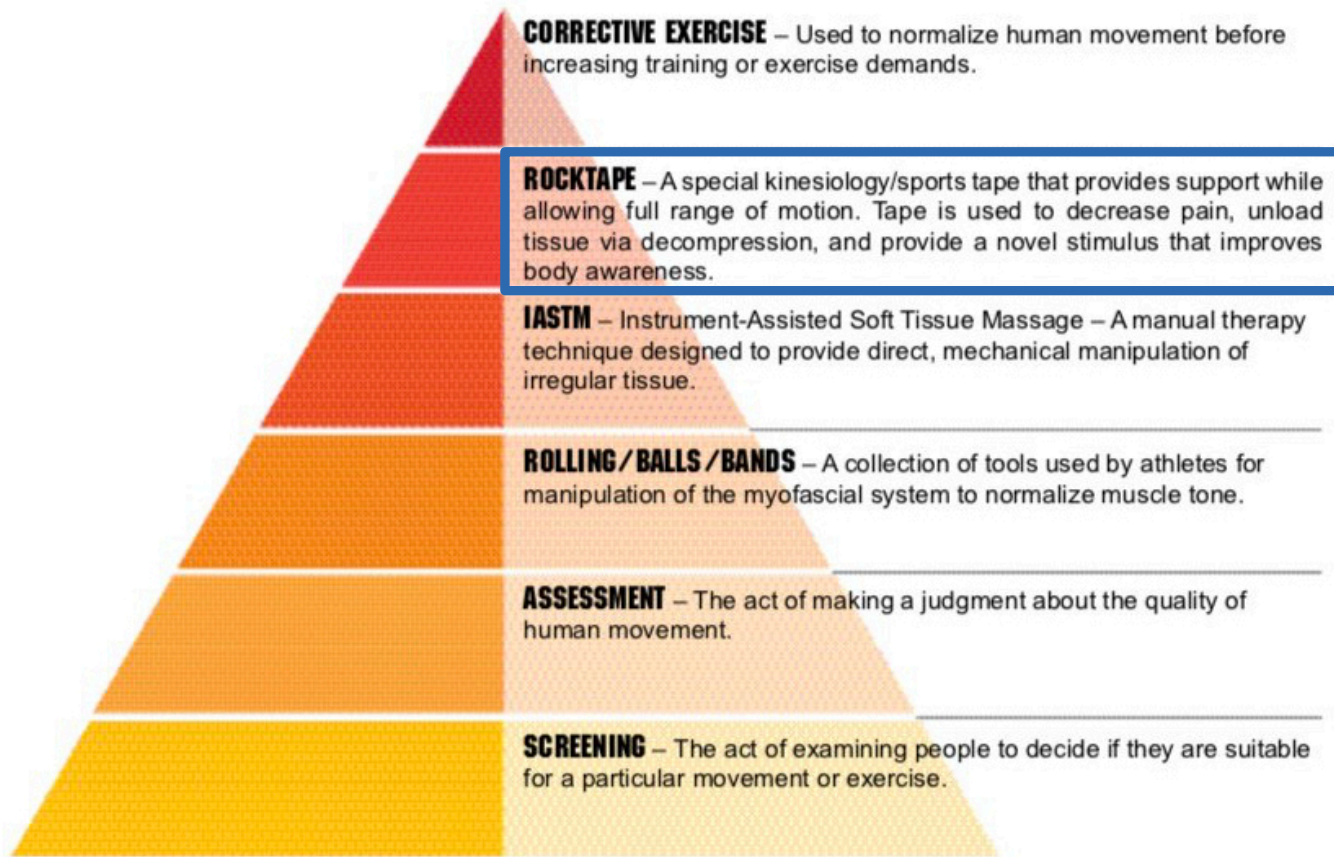 CORRECTIVE EXERCISE – Used to normalize human movement before
increasing training or exercise demands.
ROCKTAPE – A special kinesiology/sports tape that provides support while
allowing full range of motion. Tape is used to decrease pain, unload
tissue via decompression, and provide a novel stimulus that improves
body awareness.
IASTM – Instrument-Assisted Soft Tissue Massage – A manual therapy
technique designed to provide direct, mechanical manipulation of
irregular tissue.
ROLLING/BALLS/BANDS – A collection of tools used by athletes for
manipulation of the myofascial system to normalize muscle tone.
ASSESSMENT – The act of making a judgment about the quality of
human movement.
SCREENING – The act of examining people to decide if they are suitable
for a particular movement or exercise.